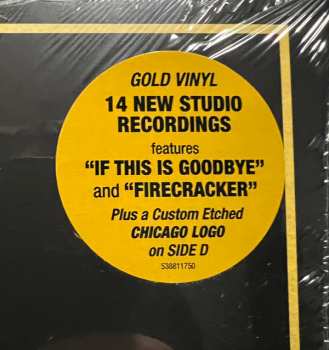 GOLD VINYL
14 NEW STUDIO
RECORDINGS
features
“IF THIS IS GOODBYE”
and “FIRECRACKER”
Plus a Custom Etched
CHICAGO LOGO
on SIDE D
538811750